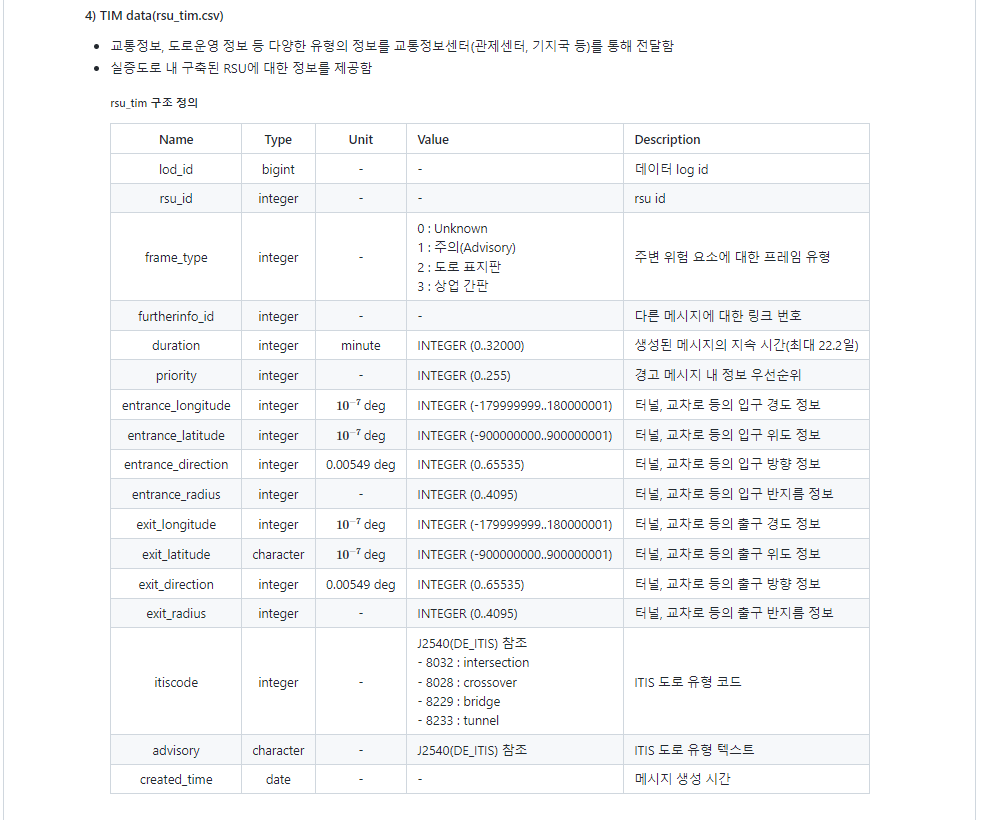 4) TIM data(rsu_tim.csv)
교통정보, 도로운영 정보 등 다양한 유형의 정보를 교통정보센터(관제센터, 기지국 등)를 통해 전달함
실증도로 내 구축된 RSU에 대한 정보를 제공함
rsu_tim 구조 정의
Name Type Unit Value Description
lod_id bigint - - 데이터 log id
rsu_id integer - - rsu id
frame_type integer - 0 : Unknown
1 : 주의(Advisory)
2 : 도로 표지판
3 : 상업 간판
주변 위험 요소에 대한 프레임 유형
furtherinfo_id integer - - 다른 메시지에 대한 링크 번호
duration integer minute INTEGER (0..32000) 생성된 메시지의 지속 시간(최대 22.2일)
priority integer - INTEGER (0..255) 경고 메시지 내 정보 우선순위
entrance_longitude integer 10⁻⁷ deg INTEGER (-179999999..180000001) 터널, 교차로 등의 입구 경도 정보
entrance_latitude integer 10⁻⁷ deg INTEGER (-900000000..900000001) 터널, 교차로 등의 입구 위도 정보
entrance_direction integer 0.00549 deg INTEGER (0..65535) 터널, 교차로 등의 입구 방향 정보
entrance_radius integer - INTEGER (0..4095) 터널, 교차로 등의 입구 반지름 정보
exit_longitude integer 10⁻⁷ deg INTEGER (-179999999..180000001) 터널, 교차로 등의 출구 경도 정보
exit_latitude character 10⁻⁷ deg INTEGER (-900000000..900000001) 터널, 교차로 등의 출구 위도 정보
exit_direction integer 0.00549 deg INTEGER (0..65535) 터널, 교차로 등의 출구 방향 정보
exit_radius integer - INTEGER (0..4095) 터널, 교차로 등의 출구 반지름 정보
itiscode integer - J2540(DE_ITIS) 참조
- 8032 : intersection
- 8028 : crossover
- 8229 : bridge
- 8233 : tunnel
ITIS 도로 유형 코드
advisory character - J2540(DE_ITIS) 참조 ITIS 도로 유형 텍스트
created_time date - - 메시지 생성 시간